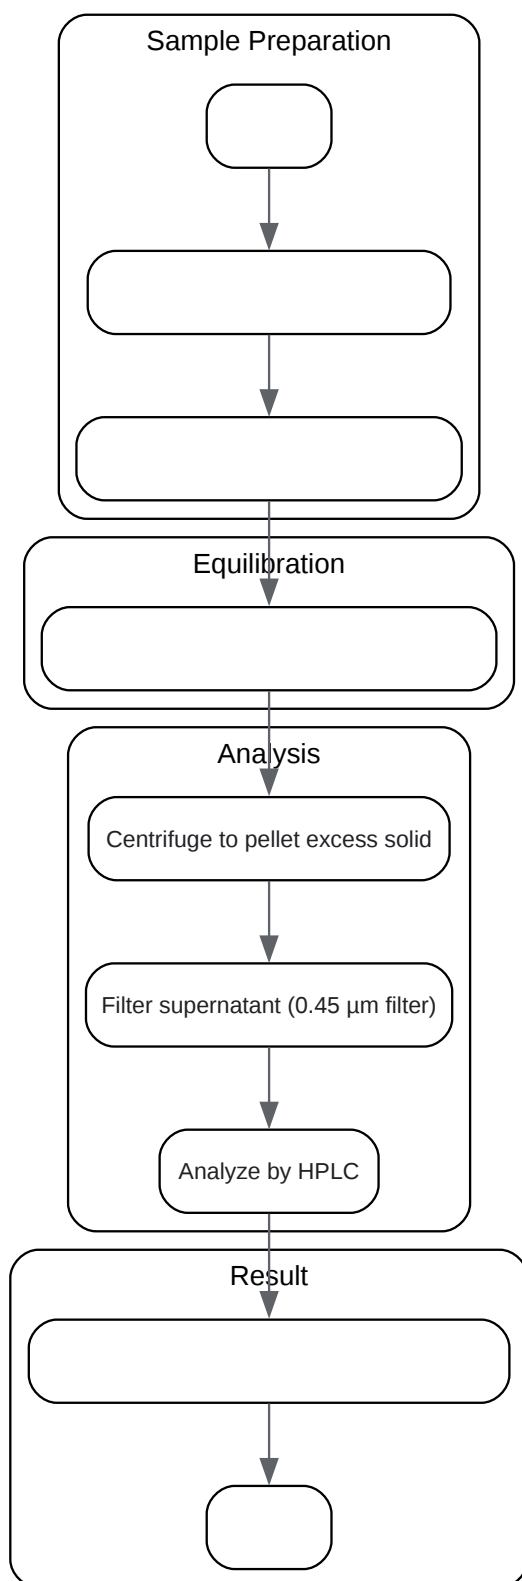 Sample Preparation
Equilibration
Analysis
Centrifuge to pellet excess solid
Filter supernatant (0.45 µm filter)
Analyze by HPLC
Result